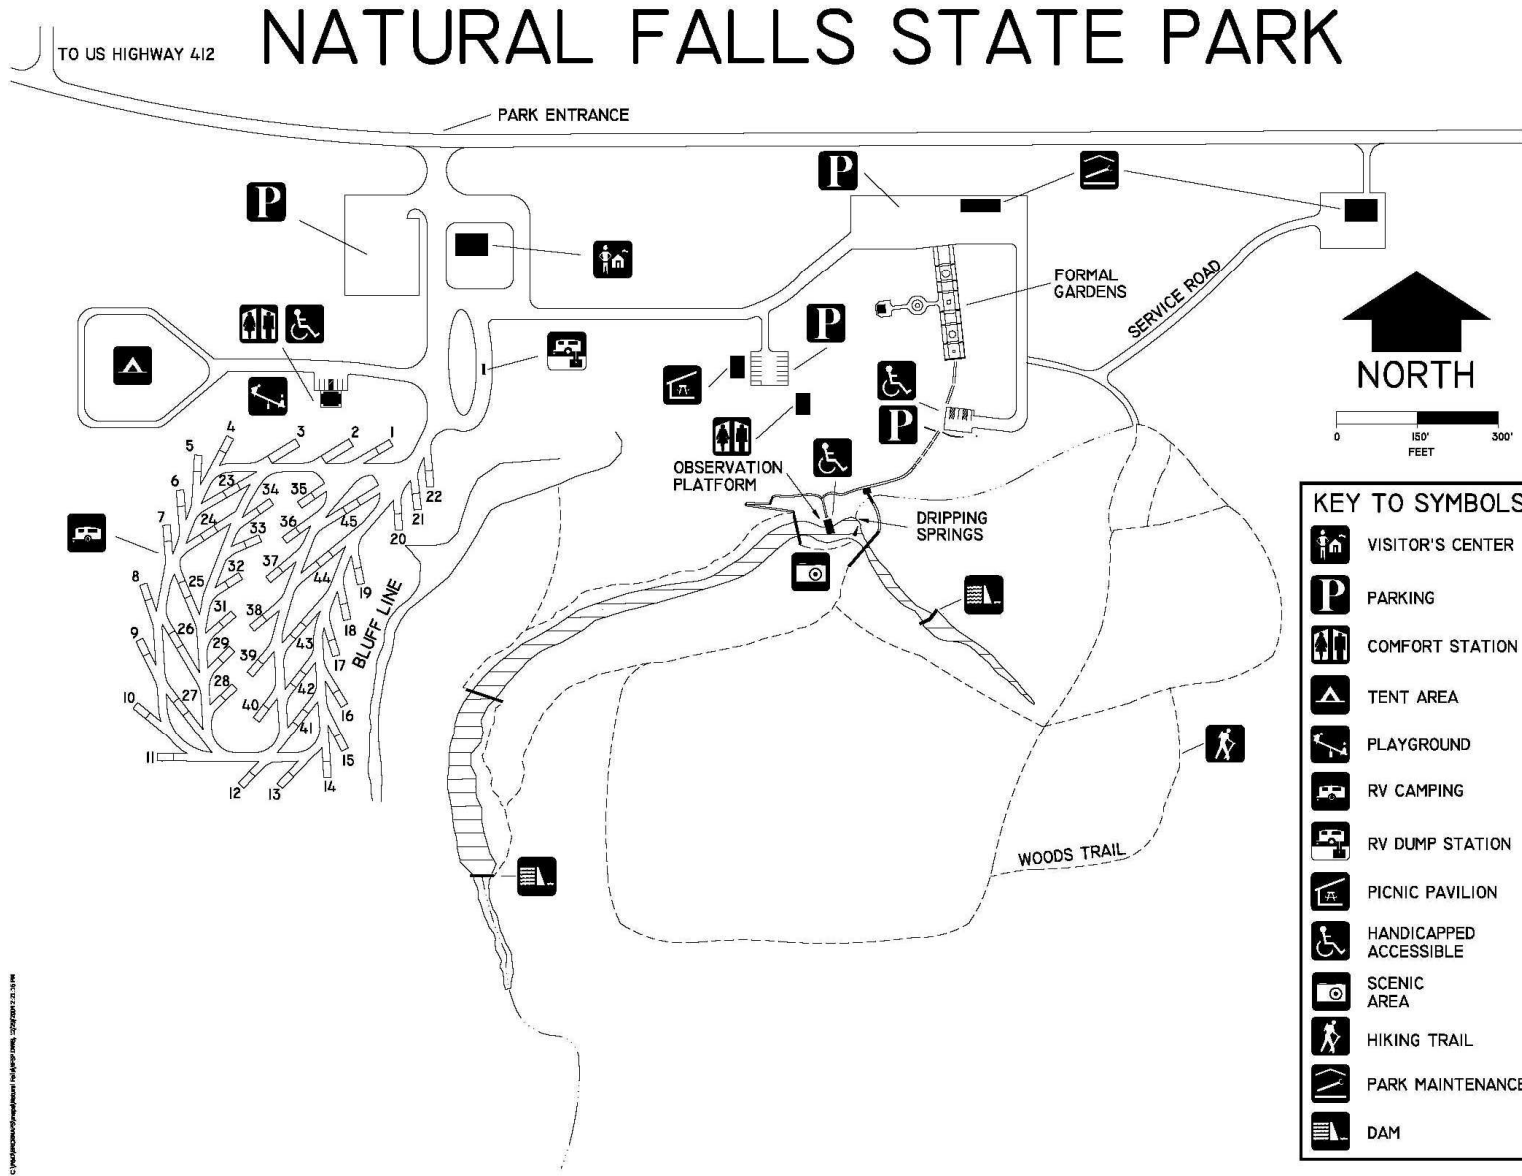 NATURAL FALLS STATE PARK
TO US HIGHWAY 412
PARK ENTRANCE
P
P
FORMAL
GARDENS
SERVICE ROAD
P
NORTH
0 150' 300'
FEET
P
OBSERVATION
PLATFORM
DRIPPING
SPRINGS
BLUFF LINE
WOODS TRAIL
1
2
3
4
5
6
7
8
9
10
11
12
13
14
15
16
17
18
19
20
21
22
23
24
25
26
27
28
29
31
32
33
34
35
36
37
38
39
40
41
42
43
44
45
KEY TO SYMBOLS
VISITOR'S CENTER
P PARKING
COMFORT STATION
TENT AREA
PLAYGROUND
RV CAMPING
RV DUMP STATION
PICNIC PAVILION
HANDICAPPED
ACCESSIBLE
SCENIC
AREA
HIKING TRAIL
PARK MAINTENANCE
DAM